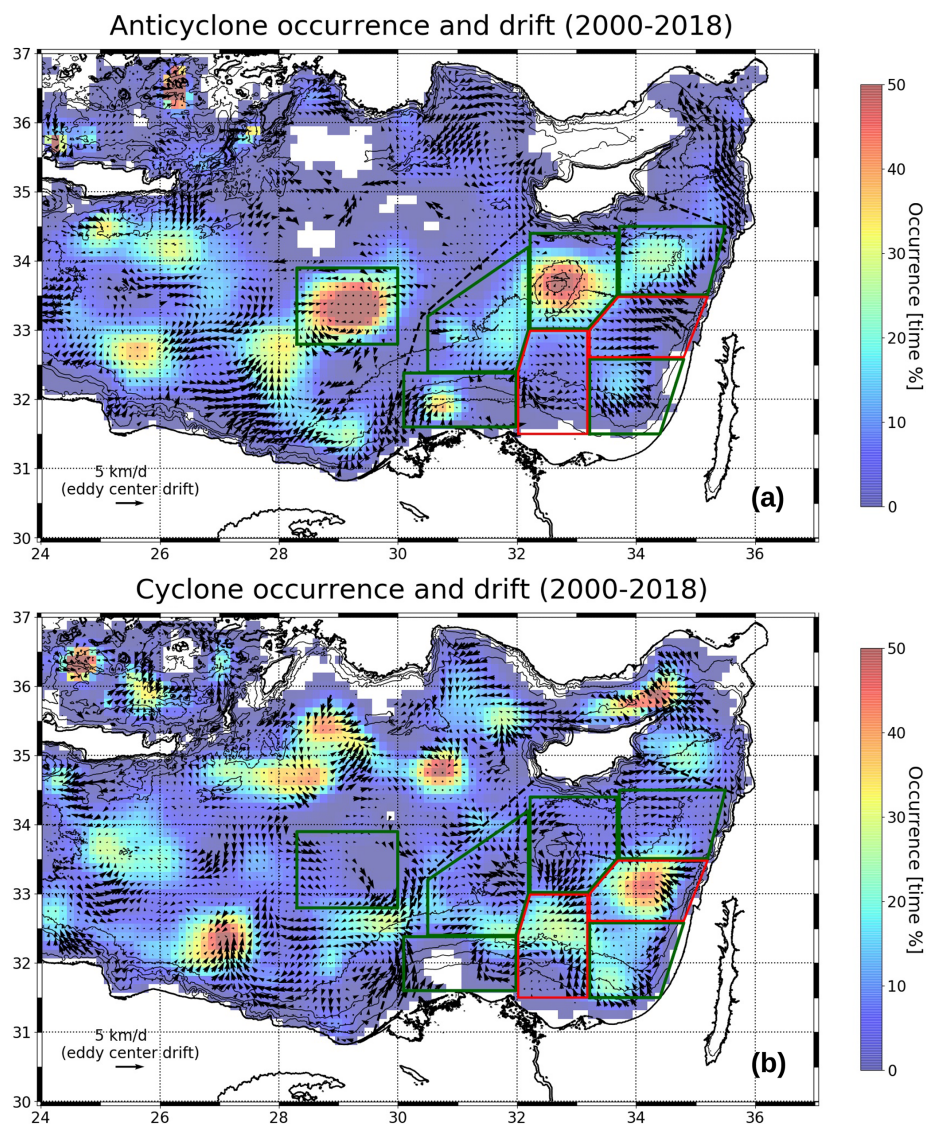 Anticyclone occurrence and drift (2000-2018)
37
36
35
34
33
32
31
30
5 km/d
(eddy center drift)
(a)
24 26 28 30 32 34 36
50
40
30
20
10
0
Occurrence [time %]
Cyclone occurrence and drift (2000-2018)
37
36
35
34
33
32
31
30
5 km/d
(eddy center drift)
(b)
24 26 28 30 32 34 36
50
40
30
20
10
0
Occurrence [time %]